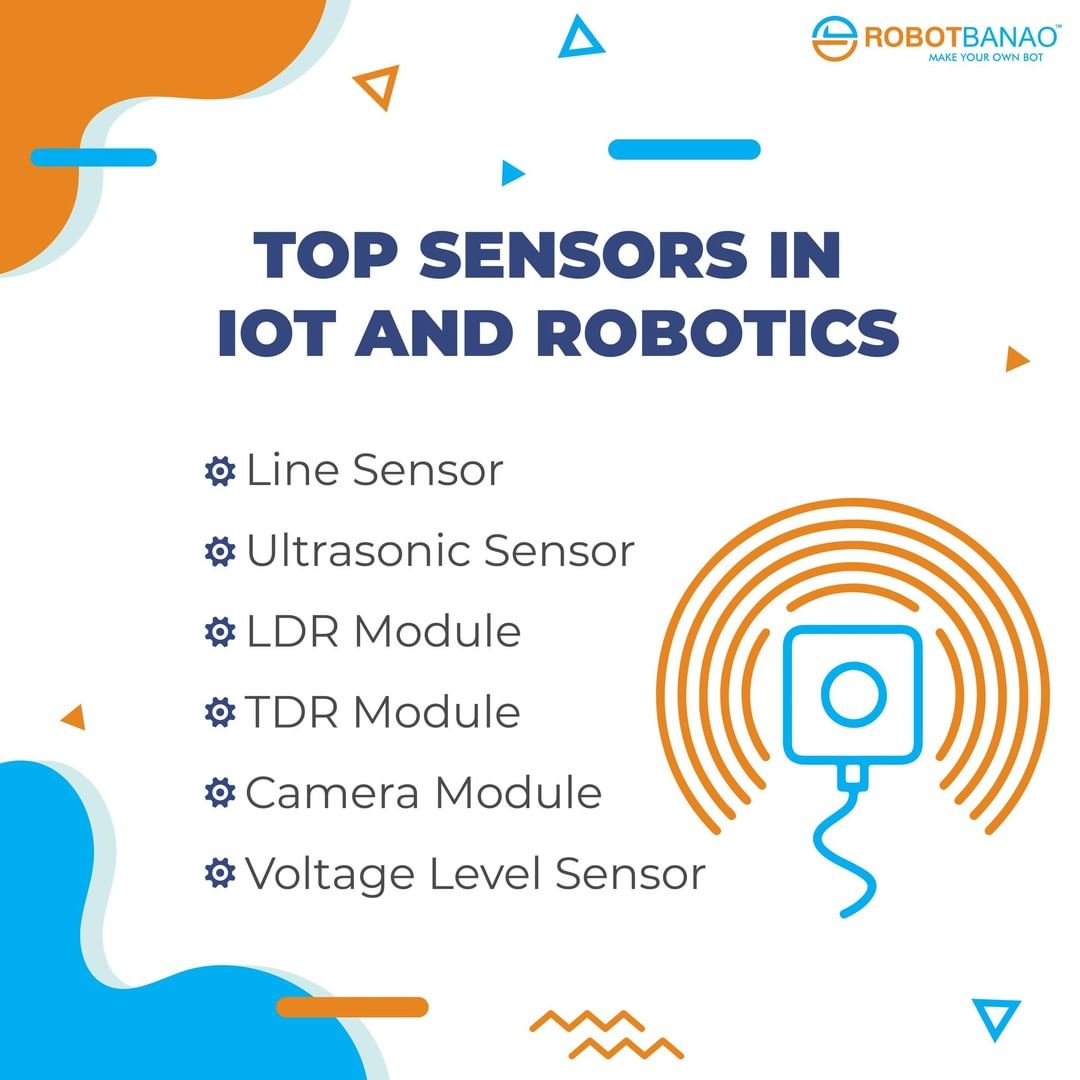 ROBOTBANAO™
MAKE YOUR OWN BOT
TOP SENSORS IN
IOT AND ROBOTICS
Line Sensor
Ultrasonic Sensor
LDR Module
TDR Module
Camera Module
Voltage Level Sensor